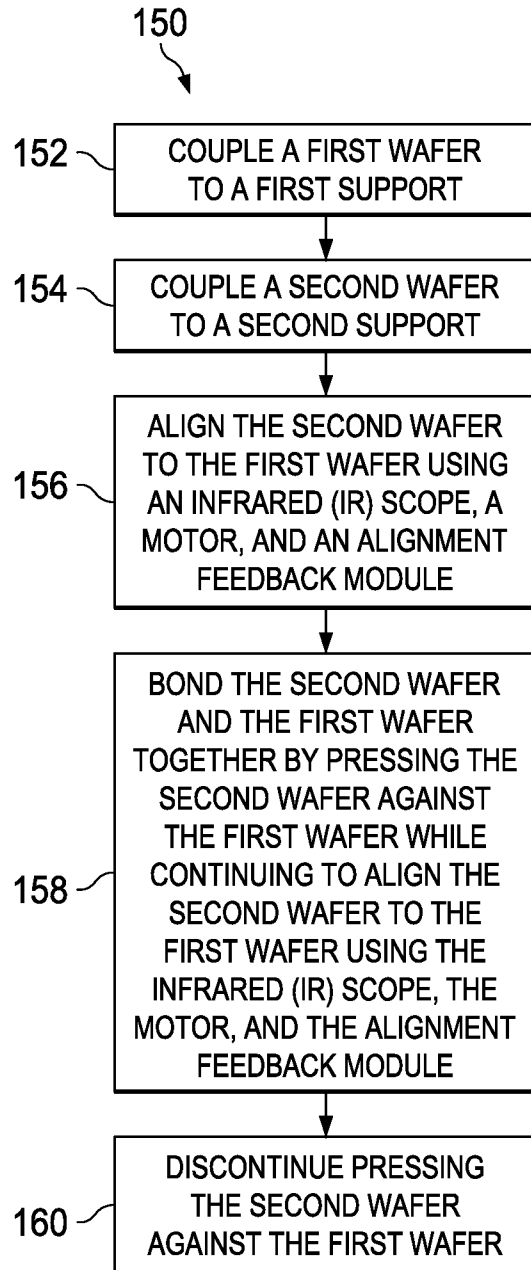 150
152
COUPLE A FIRST WAFER
TO A FIRST SUPPORT
154
COUPLE A SECOND WAFER
TO A SECOND SUPPORT
156
ALIGN THE SECOND WAFER
TO THE FIRST WAFER USING
AN INFRARED (IR) SCOPE, A
MOTOR, AND AN ALIGNMENT
FEEDBACK MODULE
158
BOND THE SECOND WAFER
AND THE FIRST WAFER
TOGETHER BY PRESSING THE
SECOND WAFER AGAINST
THE FIRST WAFER WHILE
CONTINUING TO ALIGN THE
SECOND WAFER TO THE
FIRST WAFER USING THE
INFRARED (IR) SCOPE, THE
MOTOR, AND THE ALIGNMENT
FEEDBACK MODULE
160
DISCONTINUE PRESSING
THE SECOND WAFER
AGAINST THE FIRST WAFER